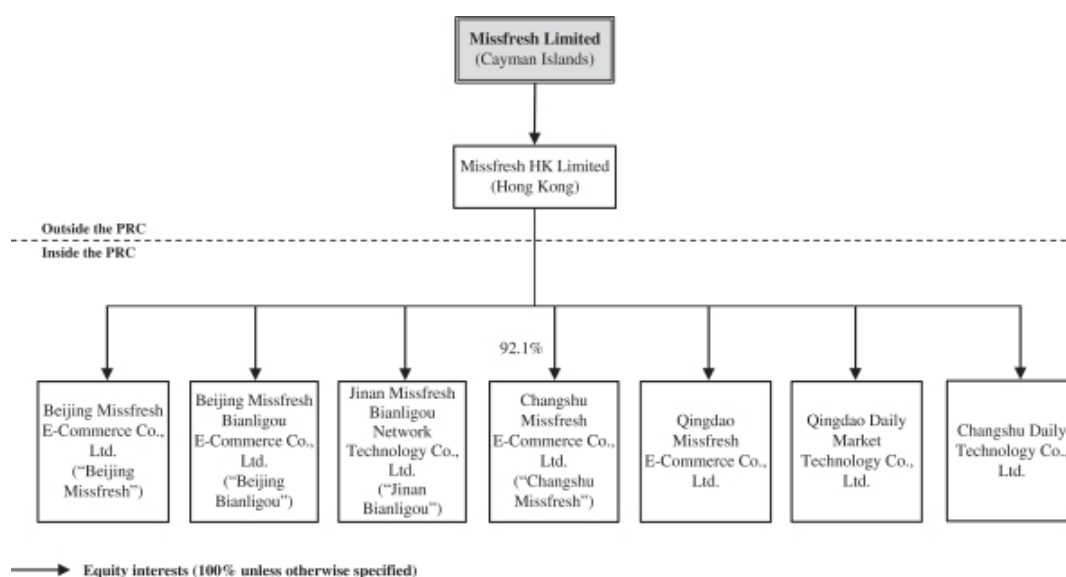 Missfresh Limited
(Cayman Islands)
Missfresh HK Limited
(Hong Kong)
Outside the PRC
Inside the PRC
92.1%
Beijing Missfresh
E-Commerce Co.,
Ltd.
(“Beijing
Missfresh”)
Beijing Missfresh
Bianligou
E-Commerce Co.,
Ltd.
(“Beijing
Bianligou”)
Jinan Missfresh
Bianligou
Network
Technology Co.,
Ltd.
(“Jinan
Bianligou”)
Changshu
Missfresh
E-Commerce Co.,
Ltd.
(“Changshu
Missfresh”)
Qingdao
Missfresh
E-Commerce Co.,
Ltd.
Qingdao Daily
Market
Technology Co.,
Ltd.
Changshu Daily
Technology Co.,
Ltd.
Equity interests (100% unless otherwise specified)